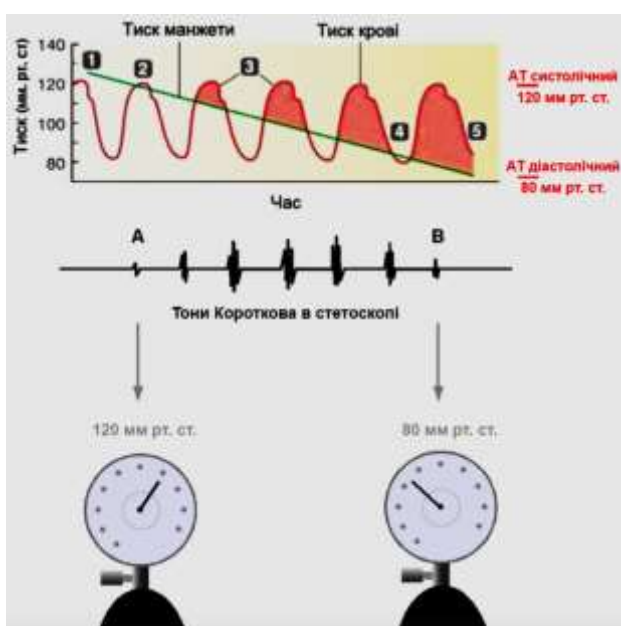 Тиск манжети
Тиск крові
140
120
100
80
Тиск (мм. рт. ст)
1
2
3
4
5
АТ систолічний
120 мм рт. ст.
АТ діастолічний
80 мм рт. ст.
Час
А
В
Тони Короткова в стетоскопі
120 мм рт. ст.
80 мм рт. ст.